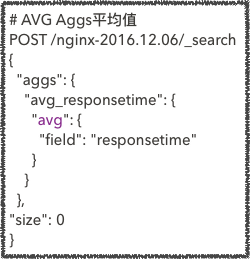 # AVG Aggs平均值
POST /nginx-2016.12.06/_search
{
  "aggs": {
    "avg_responsetime": {
      "avg": {
        "field": "responsetime"
      }
    }
  },
"size": 0
}